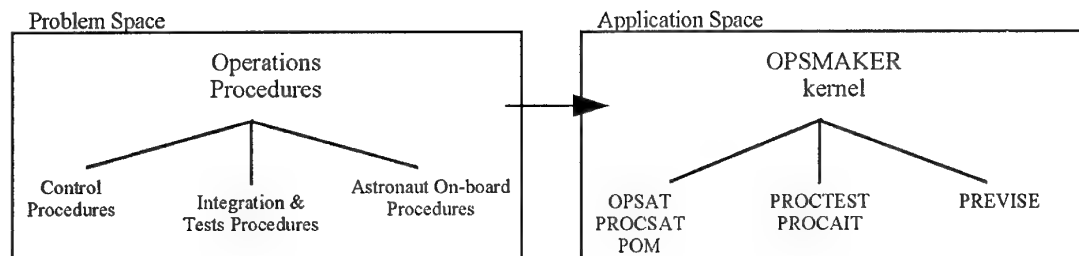 Problem Space
Operations
Procedures
Control
Procedures
Integration &
Tests Procedures
Astronaut On-board
Procedures
Application Space
OPSMAKER
kernel
OPSAT
PROCSAT
POM
PROCTEST
PROCAIT
PREVISE